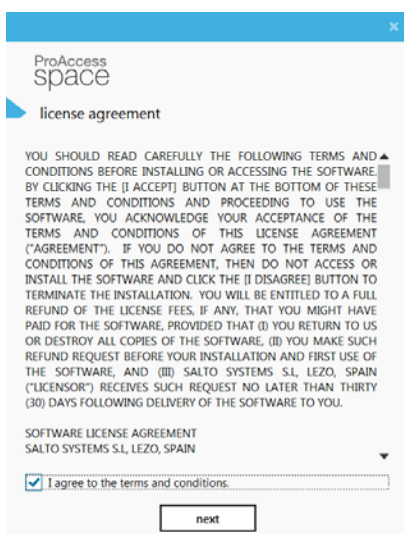 ProAccess
space
license agreement
YOU SHOULD READ CAREFULLY THE FOLLOWING TERMS AND
CONDITIONS BEFORE INSTALLING OR ACCESSING THE SOFTWARE.
BY CLICKING THE [I ACCEPT] BUTTON AT THE BOTTOM OF THESE
TERMS AND CONDITIONS AND PROCEEDING TO USE THE
SOFTWARE, YOU ACKNOWLEDGE YOUR ACCEPTANCE OF THE
TERMS AND CONDITIONS OF THIS LICENSE AGREEMENT
("AGREEMENT"). IF YOU DO NOT AGREE TO THE TERMS AND
CONDITIONS OF THIS AGREEMENT, THEN DO NOT ACCESS OR
INSTALL THE SOFTWARE AND CLICK THE [I DISAGREE] BUTTON TO
TERMINATE THE INSTALLATION. YOU WILL BE ENTITLED TO A FULL
REFUND OF THE LICENSE FEES, IF ANY, THAT YOU MIGHT HAVE
PAID FOR THE SOFTWARE, PROVIDED THAT (I) YOU RETURN TO US
OR DESTROY ALL COPIES OF THE SOFTWARE, (II) YOU MAKE SUCH
REFUND REQUEST BEFORE YOUR INSTALLATION AND FIRST USE OF
THE SOFTWARE, AND (III) SALTO SYSTEMS S.L, LEZO, SPAIN
("LICENSOR") RECEIVES SUCH REQUEST NO LATER THAN THIRTY
(30) DAYS FOLLOWING DELIVERY OF THE SOFTWARE TO YOU.
SOFTWARE LICENSE AGREEMENT
SALTO SYSTEMS S.L, LEZO, SPAIN
I agree to the terms and conditions.
next